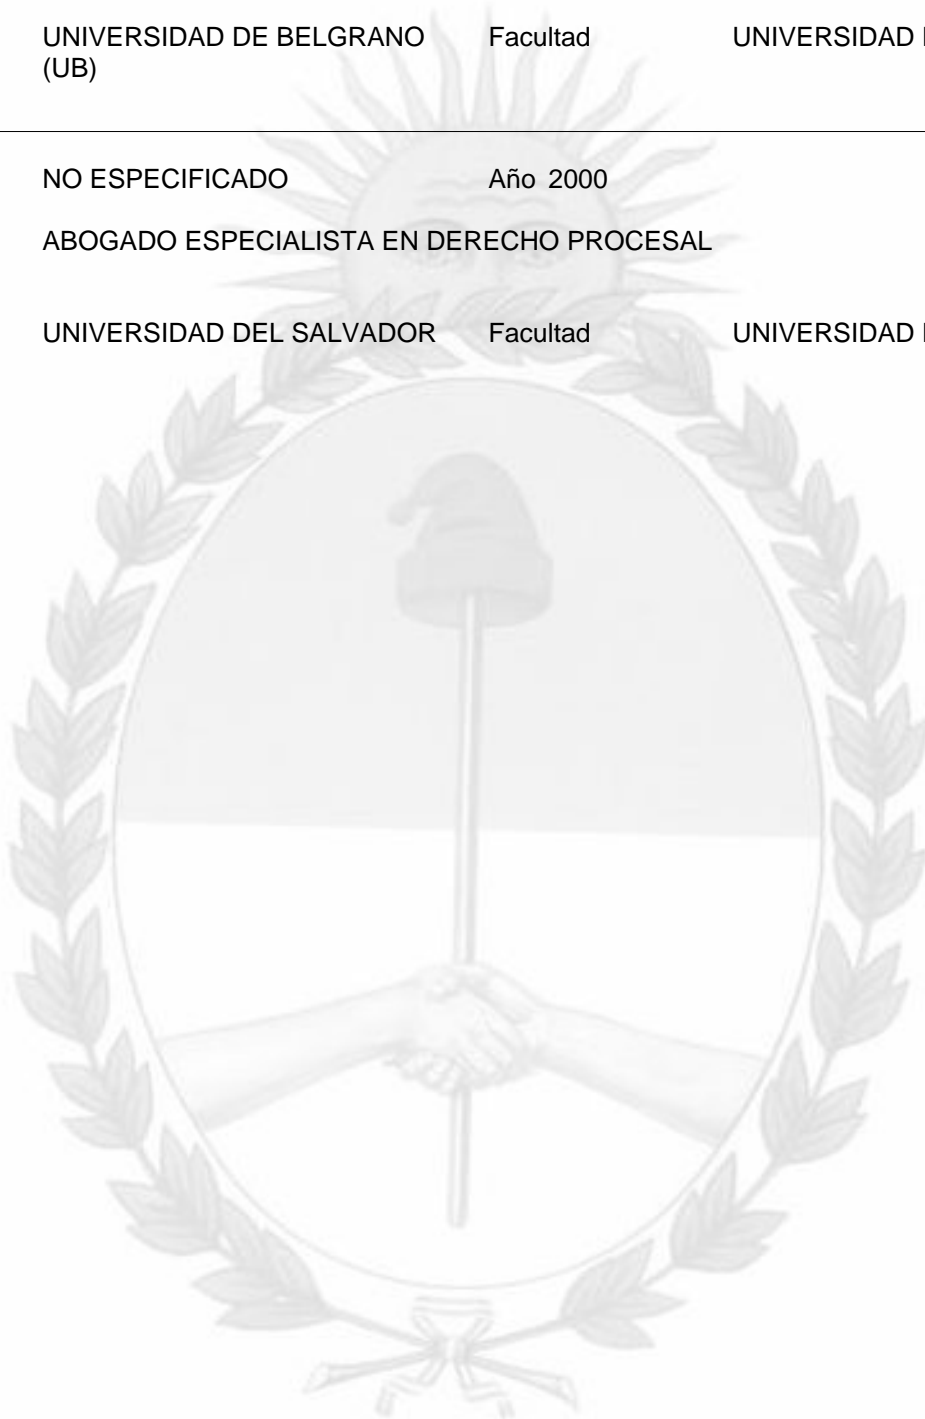 UNIVERSIDAD DE BELGRANO Facultad UNIVERSIDAD
(UB)
NO ESPECIFICADO Año 2000
ABOGADO ESPECIALISTA EN DERECHO PROCESAL
UNIVERSIDAD DEL SALVADOR Facultad UNIVERSIDAD